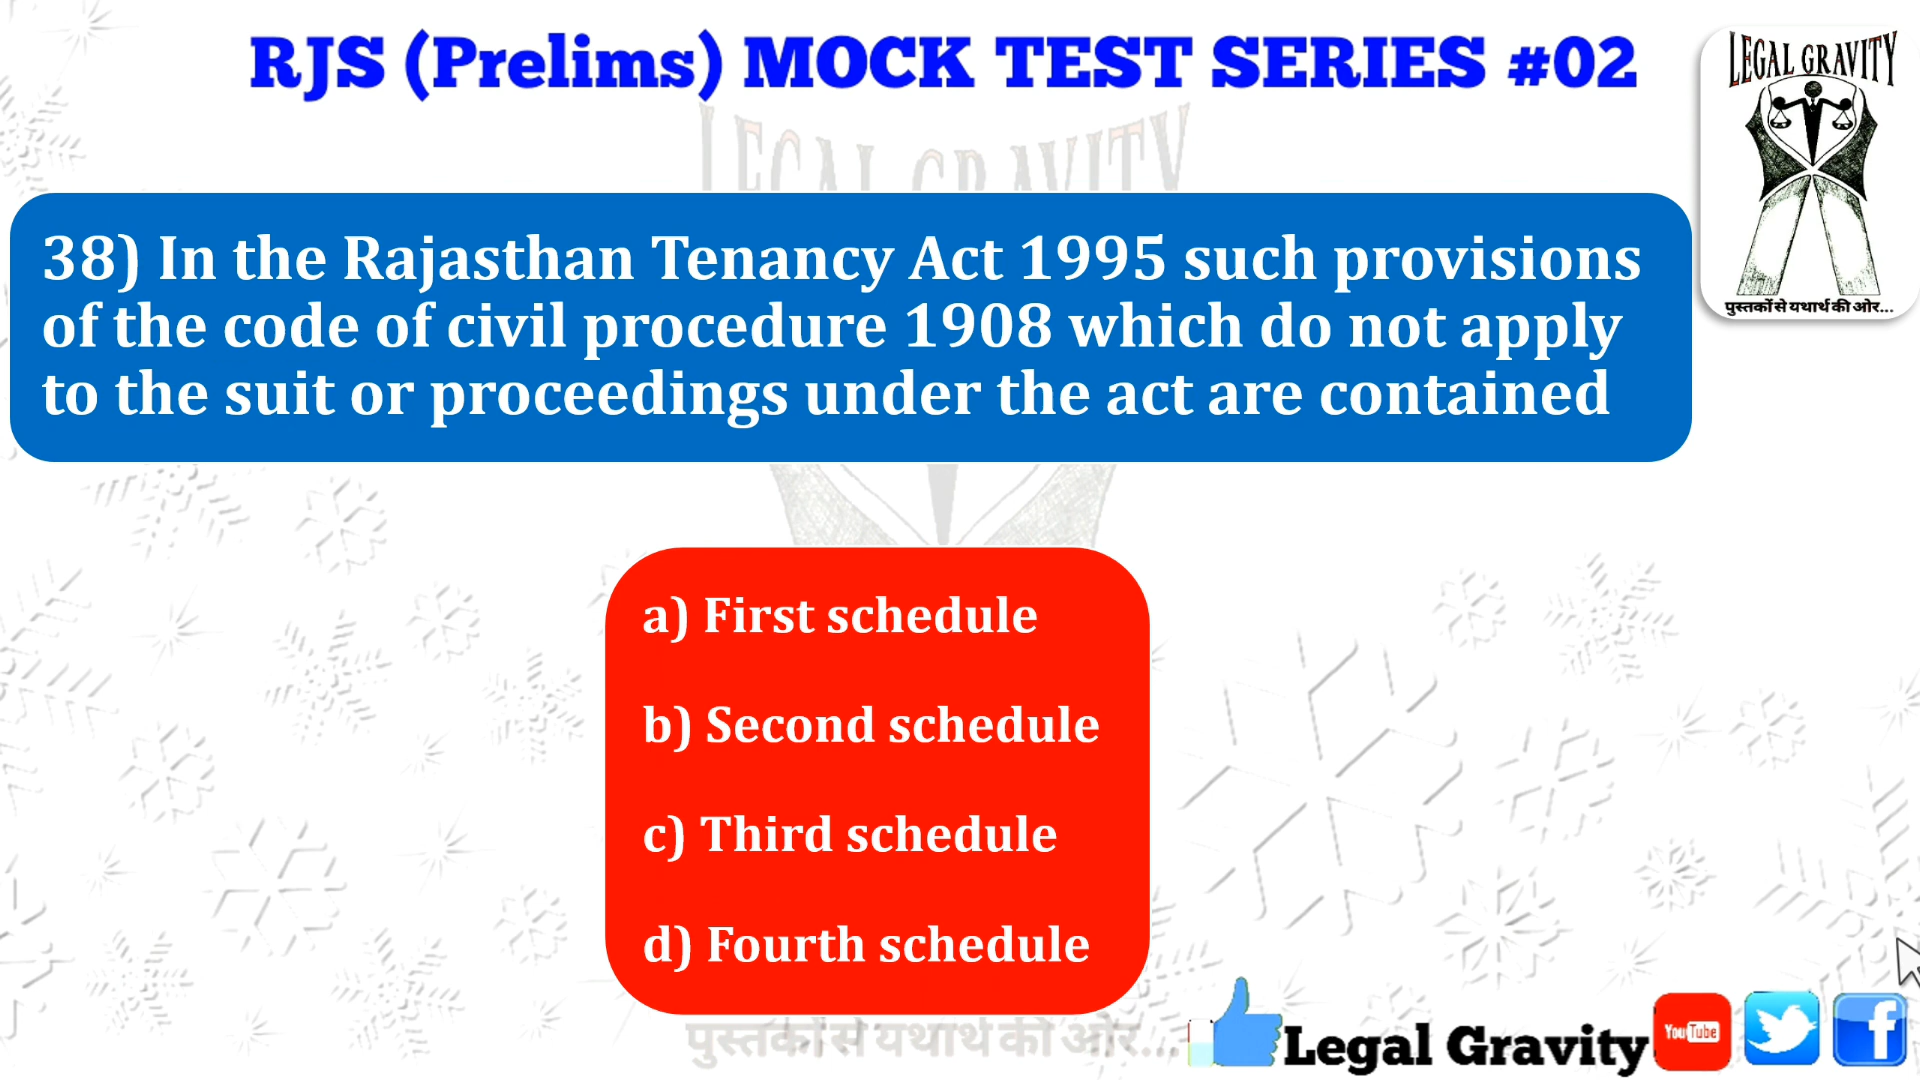 RJS (Prelims) MOCK TEST SERIES #02
LEGAL GRAVITY
पुस्तकों से यथार्थ की ओर...
LEGAL GRAVITY
38) In the Rajasthan Tenancy Act 1995 such provisions
of the code of civil procedure 1908 which do not apply
to the suit or proceedings under the act are contained
a) First schedule
b) Second schedule
c) Third schedule
d) Fourth schedule
पुस्तकों से यथार्थ की ओर...
Legal Gravity
YouTube